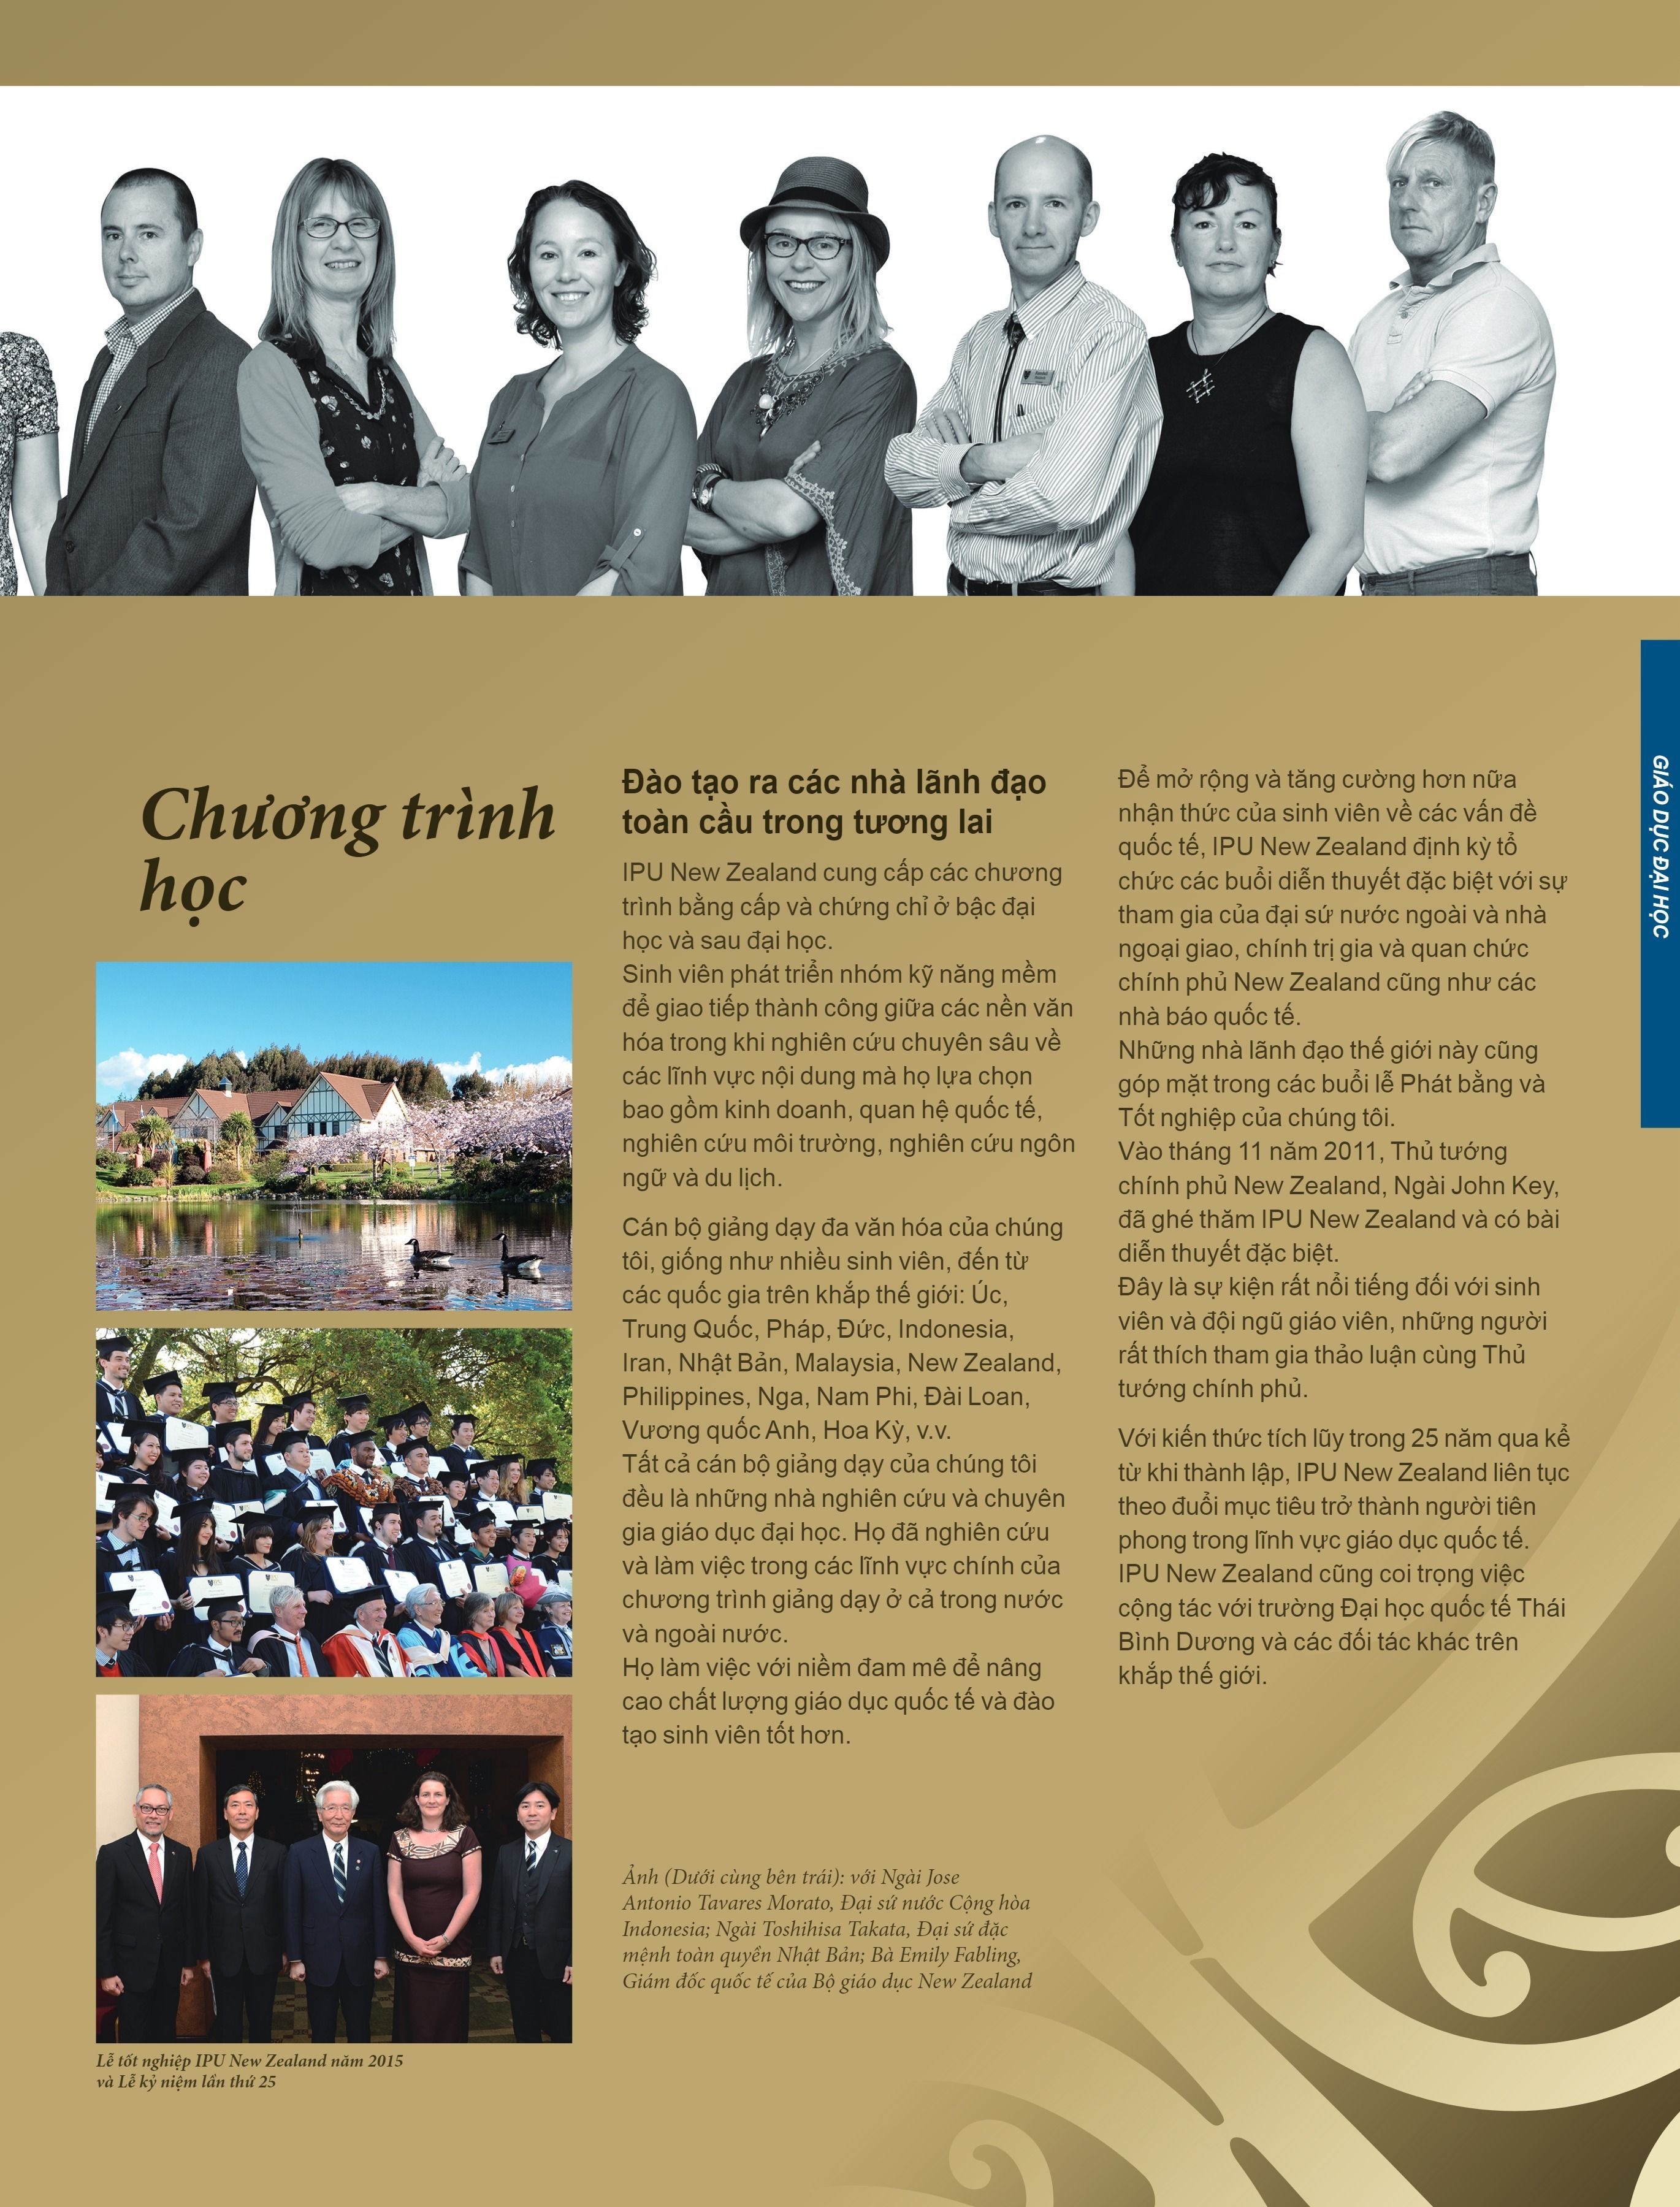 Chương trình
học
Đào tạo ra các nhà lãnh đạo
toàn cầu trong tương lai
IPU New Zealand cung cấp các chương
trình bằng cấp và chứng chỉ ở bậc đại
học và sau đại học.
Sinh viên phát triển nhóm kỹ năng mềm
để giao tiếp thành công giữa các nền văn
hóa trong khi nghiên cứu chuyên sâu về
các lĩnh vực nội dung mà họ lựa chọn
bao gồm kinh doanh, quan hệ quốc tế,
nghiên cứu môi trường, nghiên cứu ngôn
ngữ và du lịch.
Cán bộ giảng dạy đa văn hóa của chúng
tôi, giống như nhiều sinh viên, đến từ
các quốc gia trên khắp thế giới: Úc,
Trung Quốc, Pháp, Đức, Indonesia,
Iran, Nhật Bản, Malaysia, New Zealand,
Philippines, Nga, Nam Phi, Đài Loan,
Vương quốc Anh, Hoa Kỳ, v.v.
Tất cả cán bộ giảng dạy của chúng tôi
đều là những nhà nghiên cứu và chuyên
gia giáo dục đại học. Họ đã nghiên cứu
và làm việc trong các lĩnh vực chính của
chương trình giảng dạy ở cả trong nước
và ngoài nước.
Họ làm việc với niềm đam mê để nâng
cao chất lượng giáo dục quốc tế và đào
tạo sinh viên tốt hơn.
Ảnh (Dưới cùng bên trái): với Ngài Jose
Antonio Tavares Morato, Đại sứ nước Cộng hòa
Indonesia; Ngài Toshihisa Takata, Đại sứ đặc
mệnh toàn quyền Nhật Bản; Bà Emily Fabling,
Giám đốc quốc tế của Bộ giáo dục New Zealand
Để mở rộng và tăng cường hơn nữa
nhận thức của sinh viên về các vấn đề
quốc tế, IPU New Zealand định kỳ tổ
chức các buổi diễn thuyết đặc biệt với sự
tham gia của đại sứ nước ngoài và nhà
ngoại giao, chính trị gia và quan chức
chính phủ New Zealand cũng như các
nhà báo quốc tế.
Những nhà lãnh đạo thế giới này cũng
góp mặt trong các buổi lễ Phát bằng và
Tốt nghiệp của chúng tôi.
Vào tháng 11 năm 2011, Thủ tướng
chính phủ New Zealand, Ngài John Key,
đã ghé thăm IPU New Zealand và có bài
diễn thuyết đặc biệt.
Đây là sự kiện rất nổi tiếng đối với sinh
viên và đội ngũ giáo viên, những người
rất thích tham gia thảo luận cùng Thủ
tướng chính phủ.
Với kiến thức tích lũy trong 25 năm qua kể
từ khi thành lập, IPU New Zealand liên tục
theo đuổi mục tiêu trở thành người tiên
phong trong lĩnh vực giáo dục quốc tế.
IPU New Zealand cũng coi trọng việc
cộng tác với trường Đại học quốc tế Thái
Bình Dương và các đối tác khác trên
khắp thế giới.
Lễ tốt nghiệp IPU New Zealand năm 2015
và Lễ kỷ niệm lần thứ 25
GIÁO DỤC ĐẠI HỌC